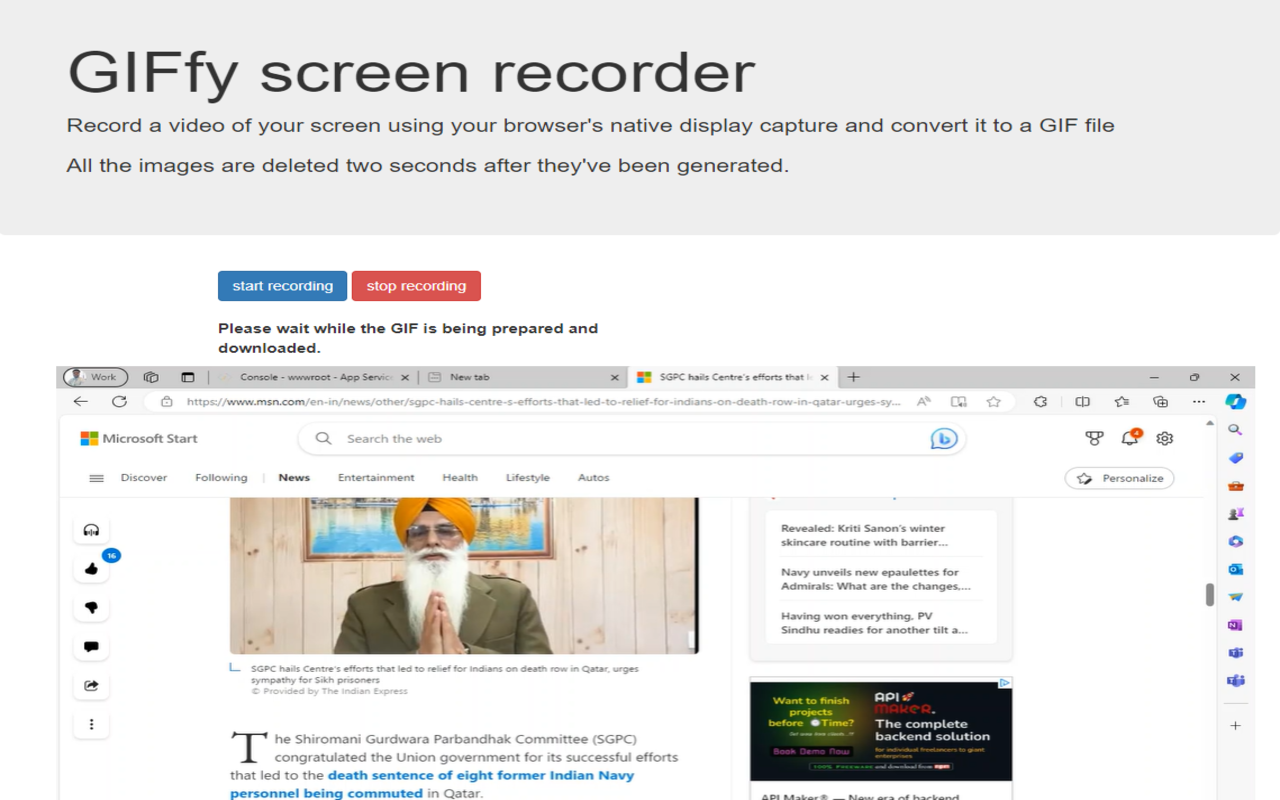 GIFfy screen recorder
Record a video of your screen using your browser's native display capture and convert it to a GIF file
All the images are deleted two seconds after they've been generated.
start recording
stop recording
Please wait while the GIF is being prepared and
downloaded.
Work
Console - wwwroot - App Servic
New tab
SGPC hails Centre's efforts that l
https://www.msn.com/en-in/news/other/sgpc-hails-centre-s-efforts-that-led-to-relief-for-indians-on-death-row-in-qatar-urges-sy...
Microsoft Start
Search the web
4
Discover
Following
News
Entertainment
Health
Lifestyle
Autos
Personalize
16
Revealed: Kriti Sanon's winter
skincare routine with barrier...
Navy unveils new epaulettes for
Admirals: What are the changes,...
Having won everything, PV
Sindhu readies for another tilt a...
SGPC hails Centre's efforts that led to relief for Indians on death row in Qatar, urges
sympathy for Sikh prisoners
© Provided by The Indian Express
The Shiromani Gurdwara Parbandhak Committee (SGPC)
congratulated the Union government for its successful efforts
that led to the death sentence of eight former Indian Navy
personnel being commuted in Qatar.
Want to finish
projects
before Time?
Book Demo Now
API
MAKER.
The complete
backend solution
for individual freelancers to giant
enterprises
100% FREEWARE and download from npm
API Maker® — New era of backend